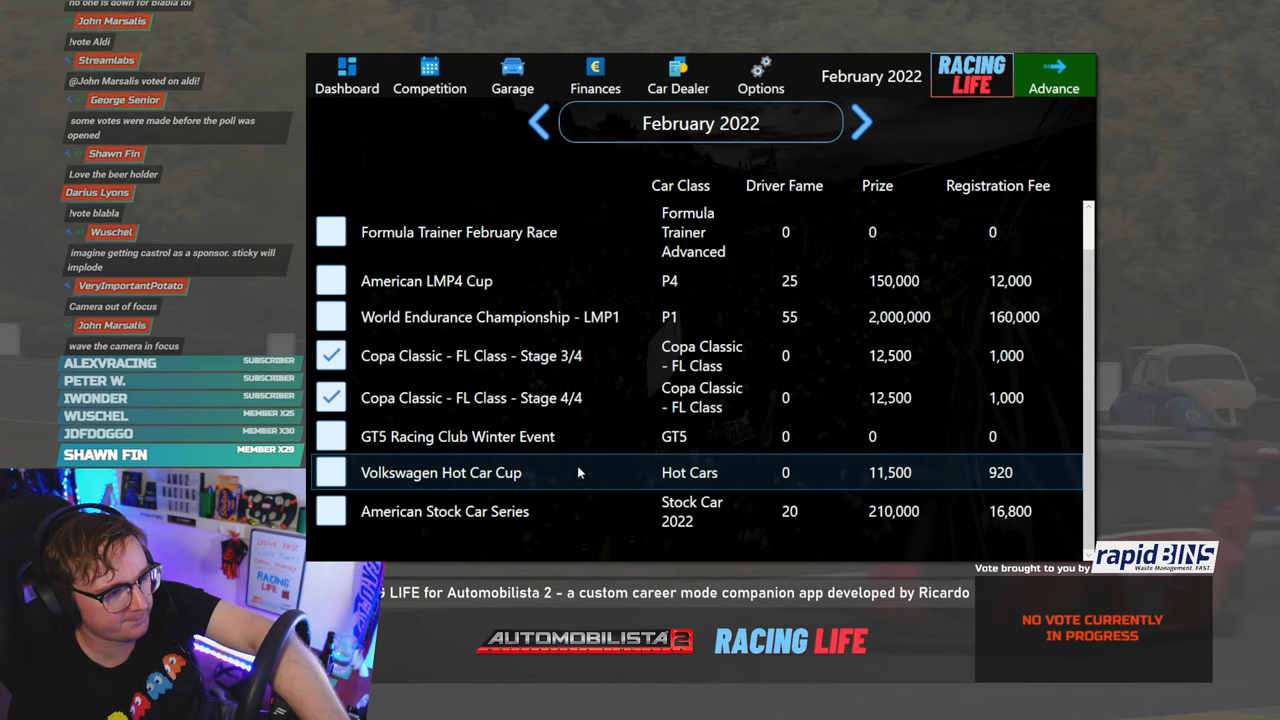 no one is down for Blabla lol
John Marsalis
!vote Aldi
Streamlabs
@John Marsalis voted on aldi!
George Senior
some votes were made before the poll was
opened
Shawn Fin
Love the beer holder
Darius Lyons
!vote blabla
Wuschel
imagine getting castrol as a sponsor. sticky will
implode
VeryImportantPotato
Camera out of focus
John Marsalis
wave the camera in focus
ALEXVRACING SUBSCRIBER
PETER W. SUBSCRIBER
IWONDER SUBSCRIBER
WUSCHEL MEMBER X25
JDFDOGGO MEMBER X30
SHAWN FIN MEMBER X29
Dashboard Competition Garage Finances Car Dealer Options February 2022 RACING LIFE Advance
February 2022
Car Class Driver Fame Prize Registration Fee
Formula Trainer February Race Formula Trainer Advanced 0 0 0
American LMP4 Cup P4 25 150,000 12,000
World Endurance Championship - LMP1 P1 55 2,000,000 160,000
Copa Classic - FL Class - Stage 3/4 Copa Classic - FL Class 0 12,500 1,000
Copa Classic - FL Class - Stage 4/4 Copa Classic - FL Class 0 12,500 1,000
GT5 Racing Club Winter Event GT5 0 0 0
Volkswagen Hot Car Cup Hot Cars 0 11,500 920
American Stock Car Series Stock Car 2022 20 210,000 16,800
Vote brought to you by rapidBINS
Waste Management. FAST.
G LIFE for Automobilista 2 - a custom career mode companion app developed by Ricardo
AUTOMOBILISTA 2 RACING LIFE
NO VOTE CURRENTLY
IN PROGRESS
RACING
LIFE